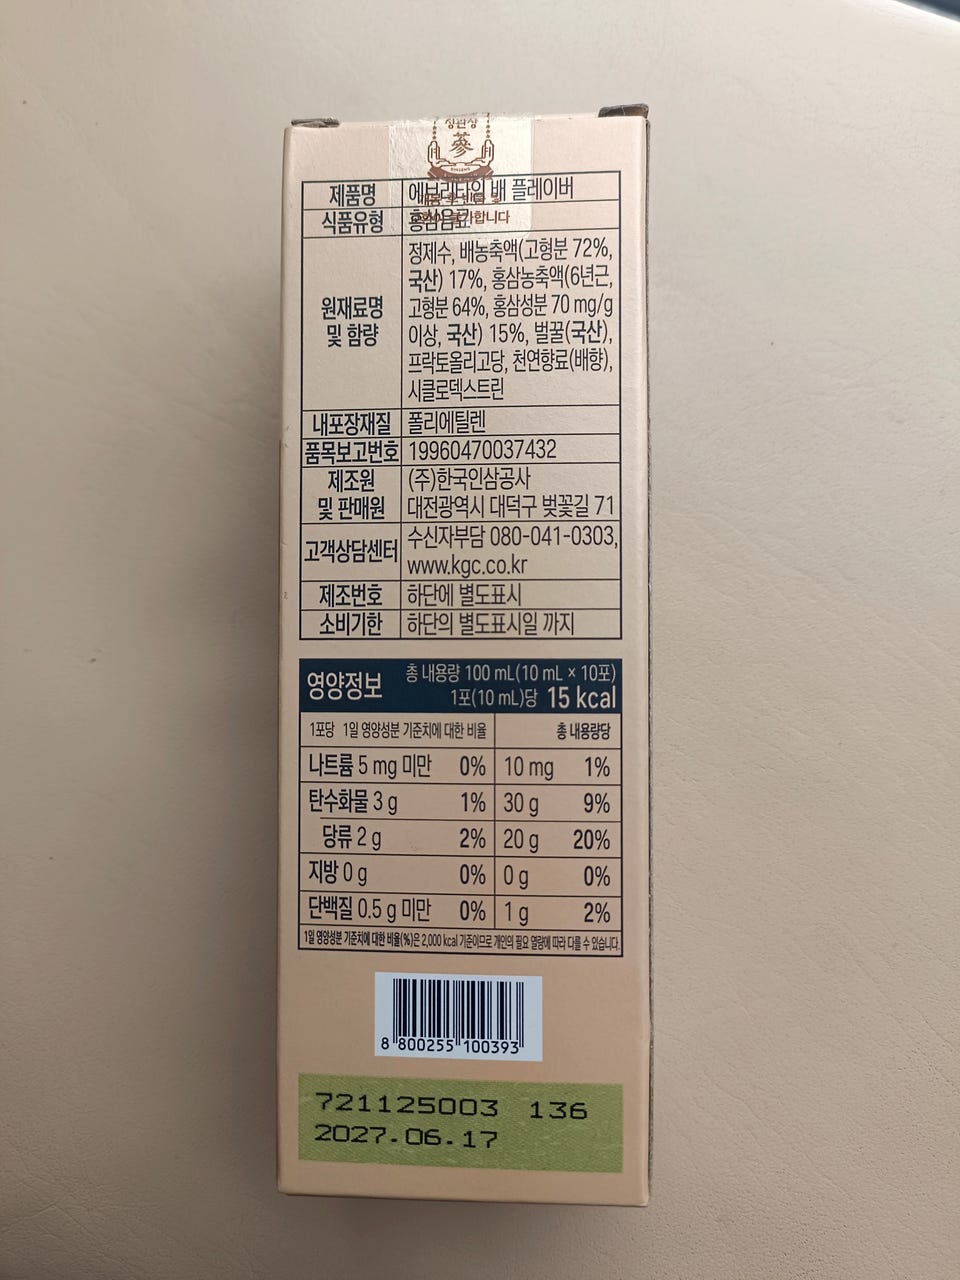 정관장
蔘
GINSENG
제품명 에브리타임 배 플레이버
식품유형 홍삼음료
원재료명
및 함량
정제수, 배농축액(고형분 72%,
국산) 17%, 홍삼농축액(6년근,
고형분 64%, 홍삼성분 70 mg/g
이상, 국산) 15%, 벌꿀(국산),
프락토올리고당, 천연향료(배향),
시클로덱스트린
내포장재질 폴리에틸렌
품목보고번호 19960470037432
제조원
및 판매원
(주)한국인삼공사
대전광역시 대덕구 벚꽃길 71
고객상담센터
수신자부담 080-041-0303,
www.kgc.co.kr
제조번호 하단에 별도표시
소비기한 하단의 별도표시일 까지
영양정보
총 내용량 100 mL(10 mL × 10포)
1포(10 mL)당 15 kcal
1포당 1일 영양성분 기준치에 대한 비율 총 내용량당
나트륨 5 mg 미만 0% 10 mg 1%
탄수화물 3 g 1% 30 g 9%
당류 2 g 2% 20 g 20%
지방 0 g 0% 0 g 0%
단백질 0.5 g 미만 0% 1 g 2%
1일 영양성분 기준치에 대한 비율(%)은 2,000 kcal 기준이므로 개인의 필요 열량에 따라 다를 수 있습니다.
8 800255 100393
721125003 136
2027.06.17